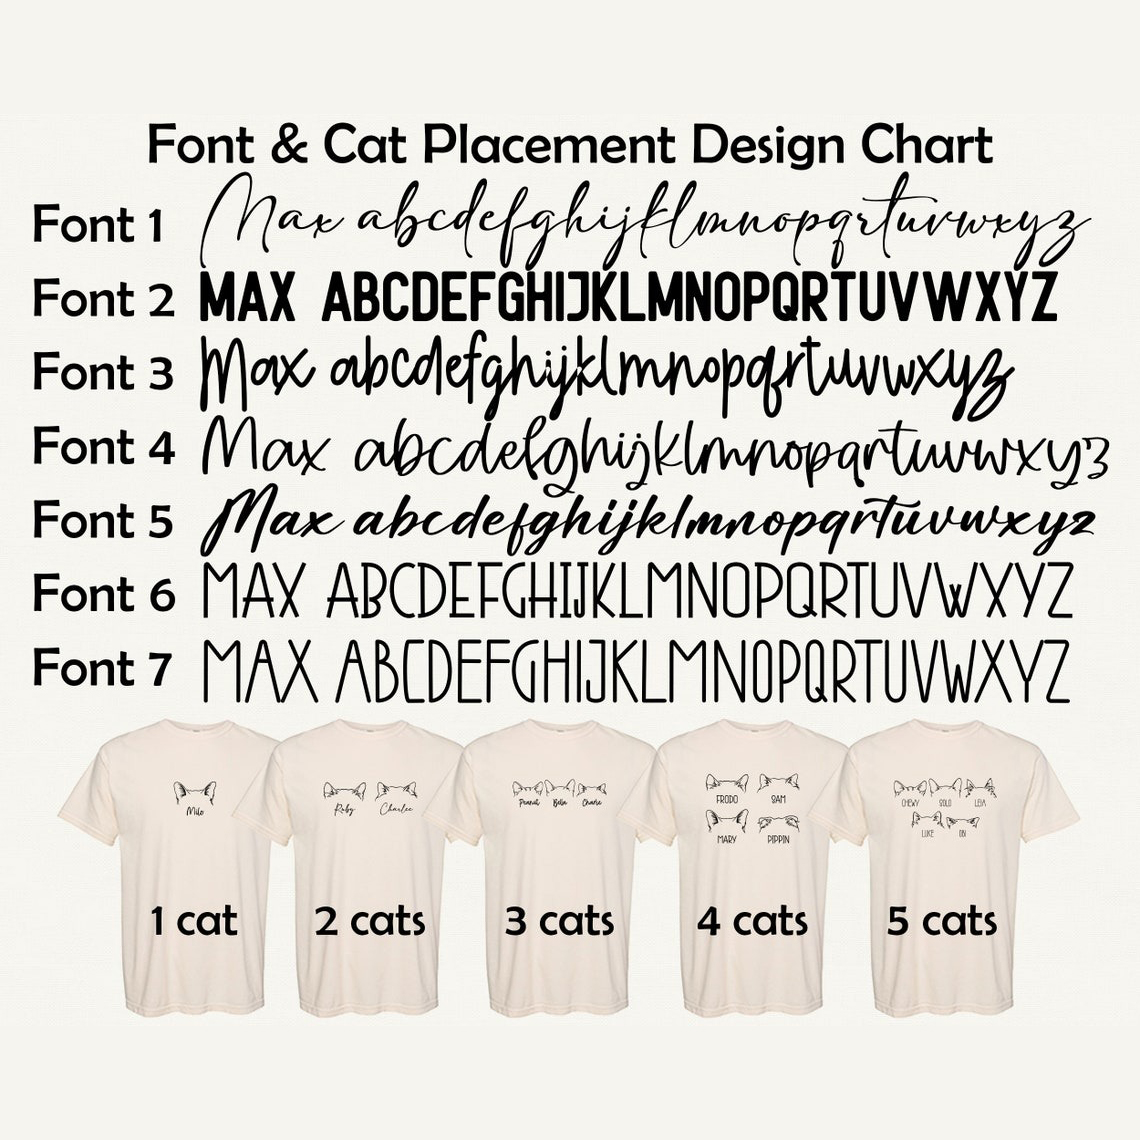 Font & Cat Placement Design Chart
Font 1 Max abcdefghijklmnopqrstuvwxyz
Font 2 MAX ABCDEFGHIJKLMNOPQRTUVWXYZ
Font 3 Max abcdefghijklmnopqrtuvwxyz
Font 4 Max abcdefghijklmnopqrtuvwxyz
Font 5 Max abcdefghijklmnopqrtuvwxyz
Font 6 MAX ABCDEFGHIJKLMNOPQRTUVWXYZ
Font 7 MAX ABCDEFGHIJKLMNOPQRTUVWXYZ
Milo
Ruby Charlee
Peanut Bella Charlie
FRODO SAM
MARY PIPPIN
CHEWY SOLO LEIA
LUKE OBI
1 cat 2 cats 3 cats 4 cats 5 cats